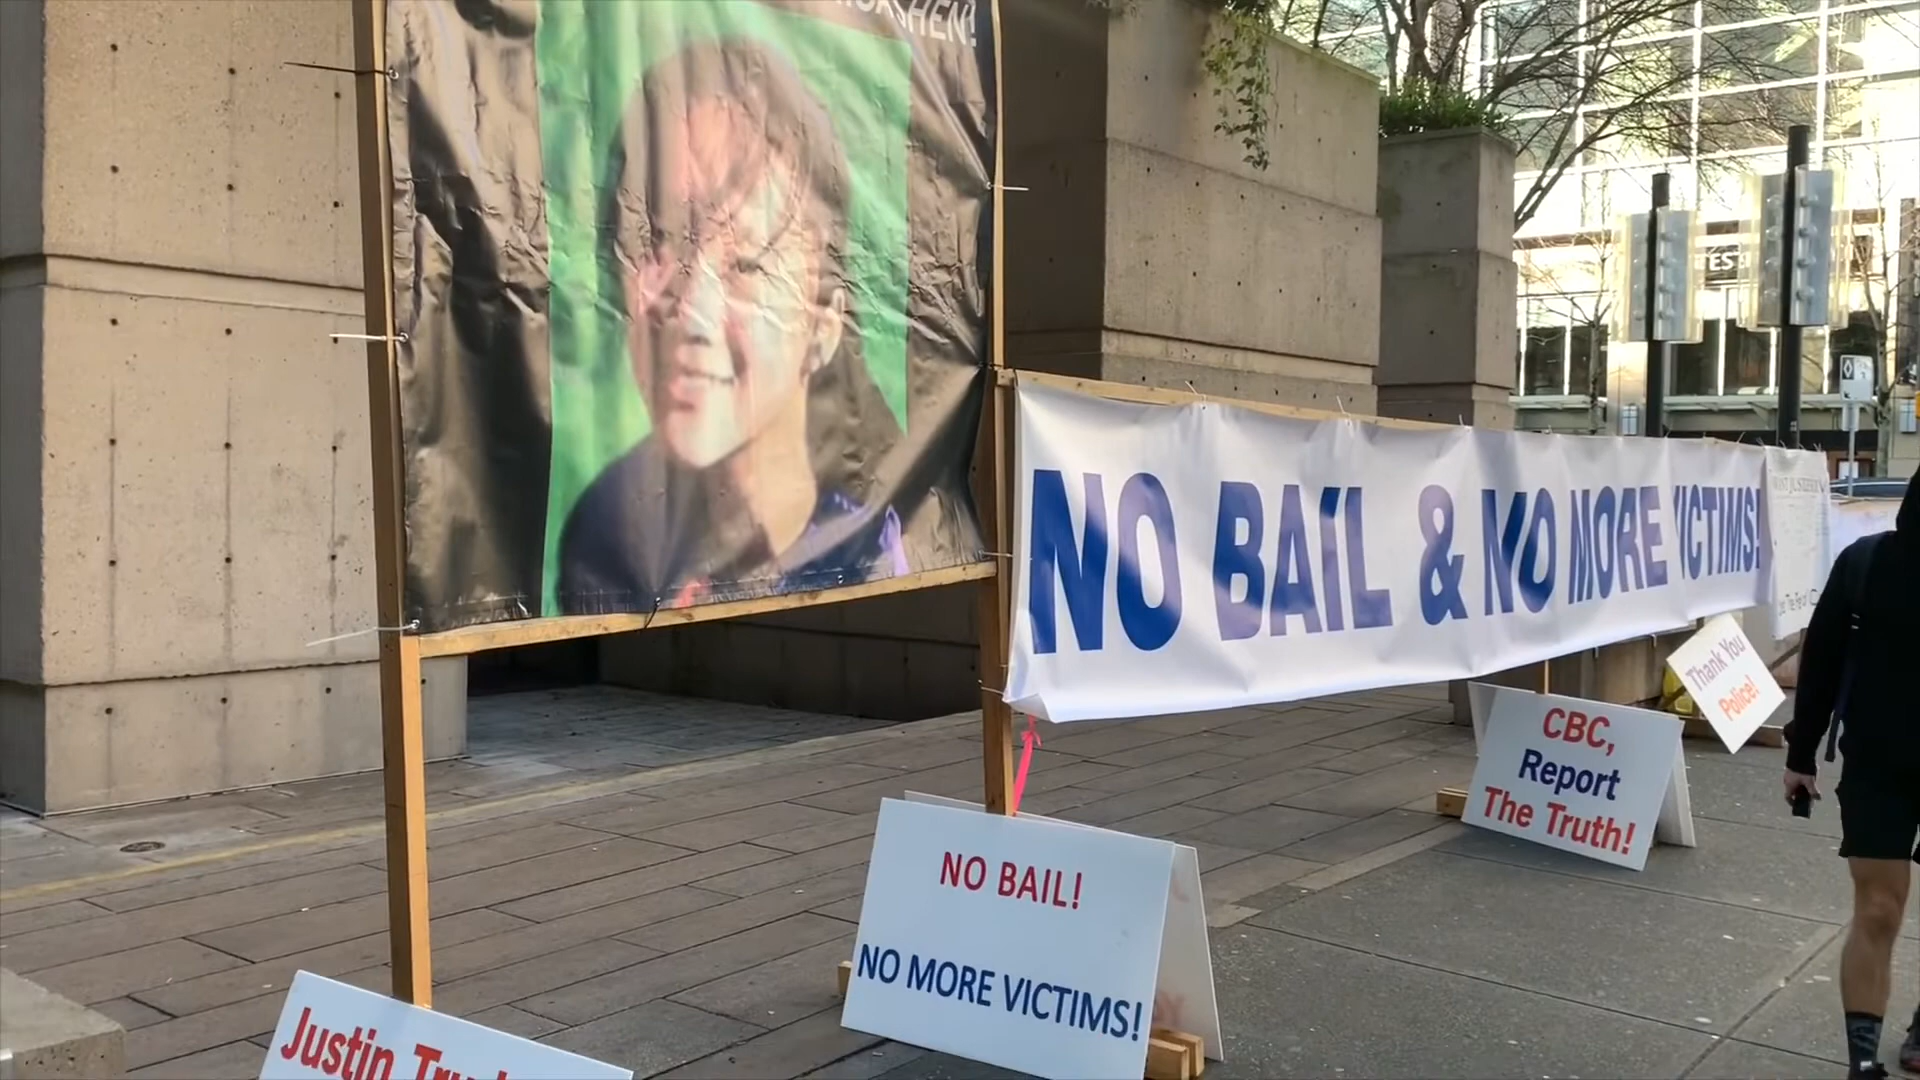 NO BAiL & NO MORE VICTIMS!
Thank You
Police!
CBC,
Report
The Truth!
NO BAIL!
NO MORE VICTIMS!
Justin